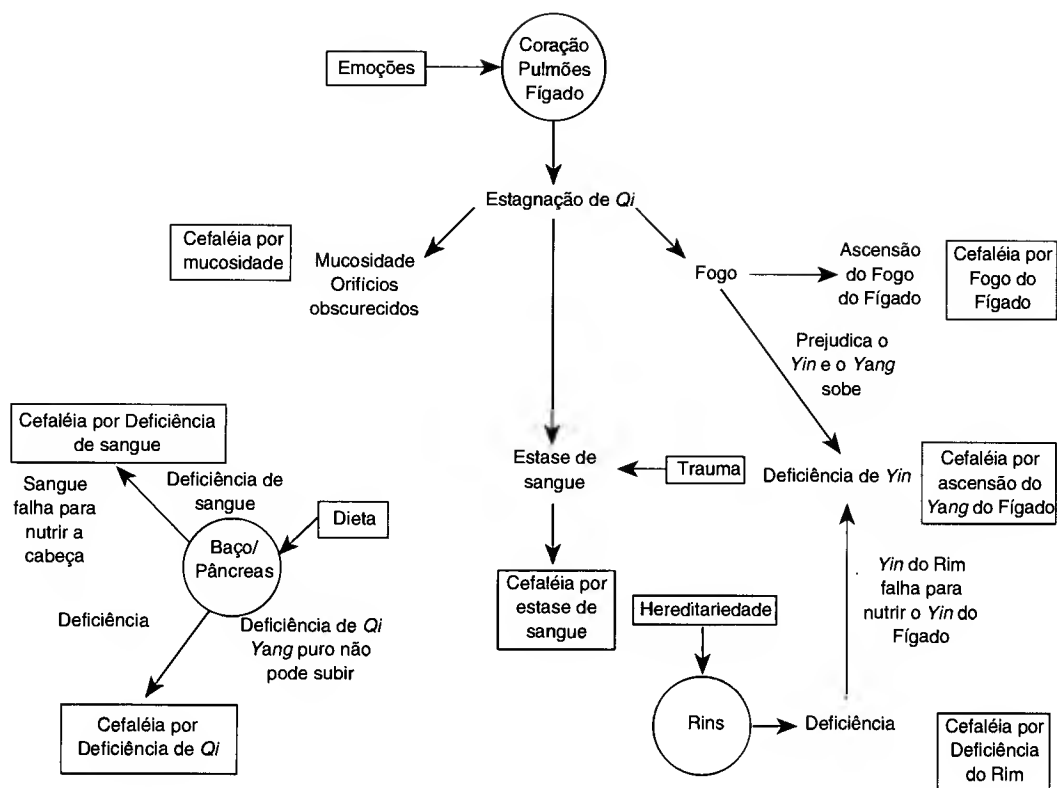 Emoções
Coração
Pulmões
Fígado
Estagnação de Qi
Cefaléia por
mucosidade
Mucosidade
Orifícios
obscurecidos
Fogo
Ascensão
do Fogo
do Fígado
Cefaléia por
Fogo do
Fígado
Prejudica o
Yin e o Yang
sobe
Cefaléia por Deficiência
de sangue
Sangue
falha para
nutrir a
cabeça
Deficiência de
sangue
Dieta
Baço/
Pâncreas
Deficiência
Deficiência de Qi
Yang puro não
pode subir
Cefaléia por
Deficiência de Qi
Estase de
sangue
Trauma
Deficiência de Yin
Cefaléia por
ascensão do
Yang do Fígado
Cefaléia por
estase de
sangue
Hereditariedade
Yin do Rim
falha para
nutrir o Yin do
Fígado
Rins
Deficiência
Cefaléia por
Deficiência
do Rim